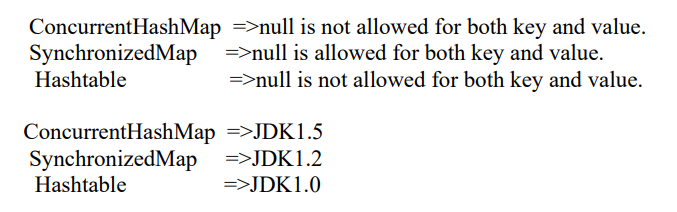 ConcurrentHashMap =>null is not allowed for both key and value.
SynchronizedMap =>null is allowed for both key and value.
Hashtable =>null is not allowed for both key and value.
ConcurrentHashMap =>JDK1.5
SynchronizedMap =>JDK1.2
Hashtable =>JDK1.0